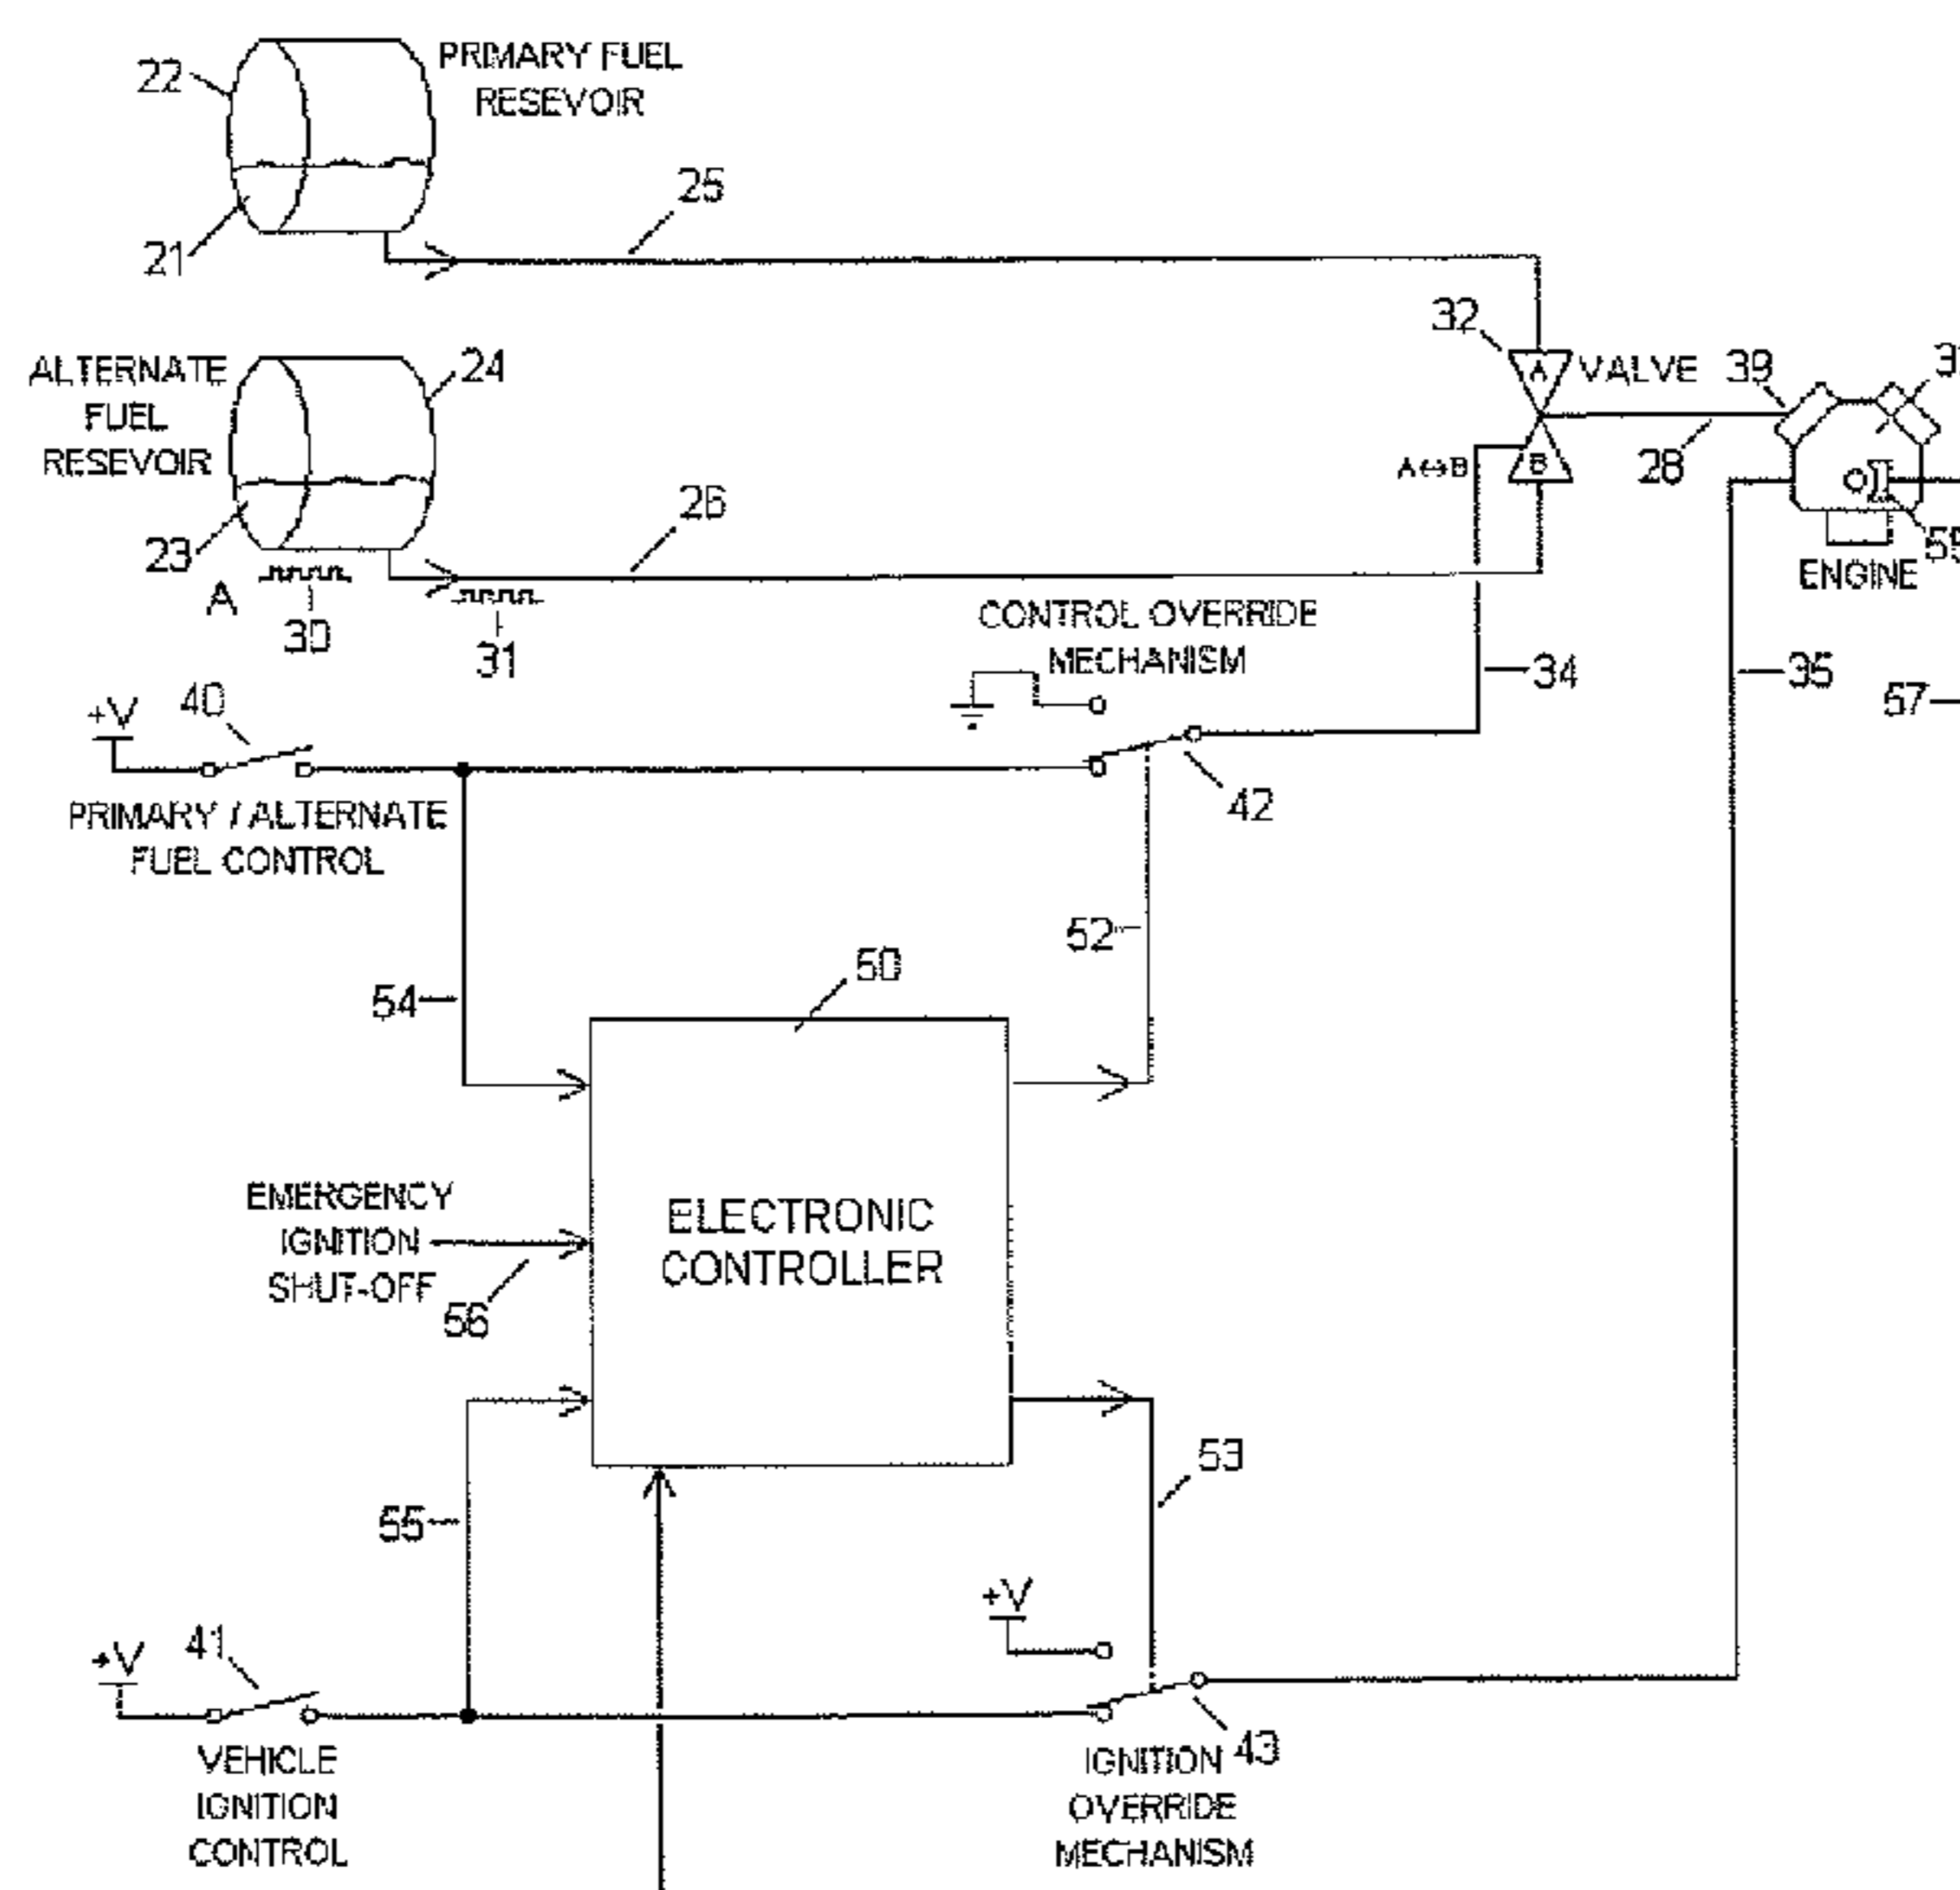 22
PRIMARY FUEL
RESEVOIR
21
25
ALTERNATE
FUEL
RESEVOIR
24
23
A
30
31
26
32
A
VALVE
39
B
A↔B
28
ENGINE
CONTROL OVERRIDE
MECHANISM
34
35
57
+V
40
PRIMARY / ALTERNATE
FUEL CONTROL
42
52
54
50
ELECTRONIC
CONTROLLER
EMERGENCY
IGNITION
SHUT-OFF
56
55
53
+V
41
VEHICLE
IGNITION
CONTROL
+V
43
IGNITION
OVERRIDE
MECHANISM